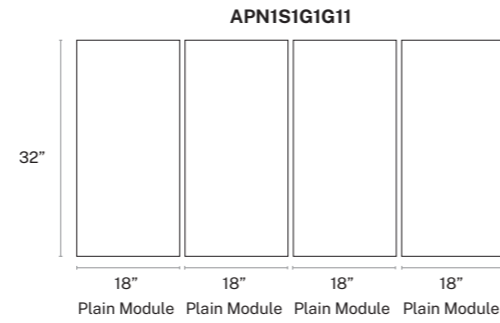 APN1S1G1G11
32”
18” 18” 18” 18”
Plain Module Plain Module Plain Module Plain Module